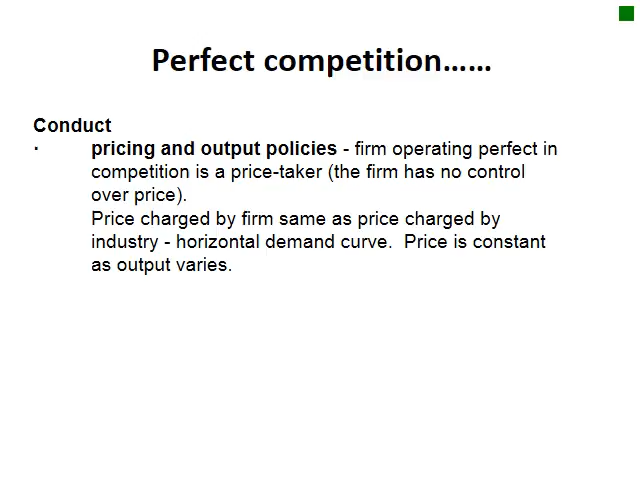 Perfect competition……
Conduct
· pricing and output policies - firm operating perfect in
competition is a price-taker (the firm has no control
over price).
Price charged by firm same as price charged by
industry - horizontal demand curve.  Price is constant
as output varies.